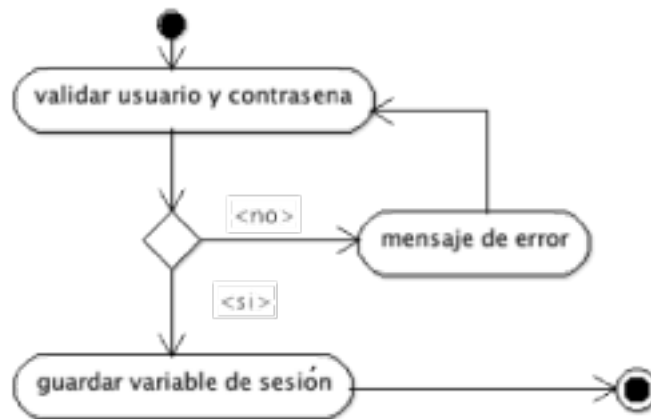 validar usuario y contrasena
<no>
mensaje de error
<si>
guardar variable de sesión